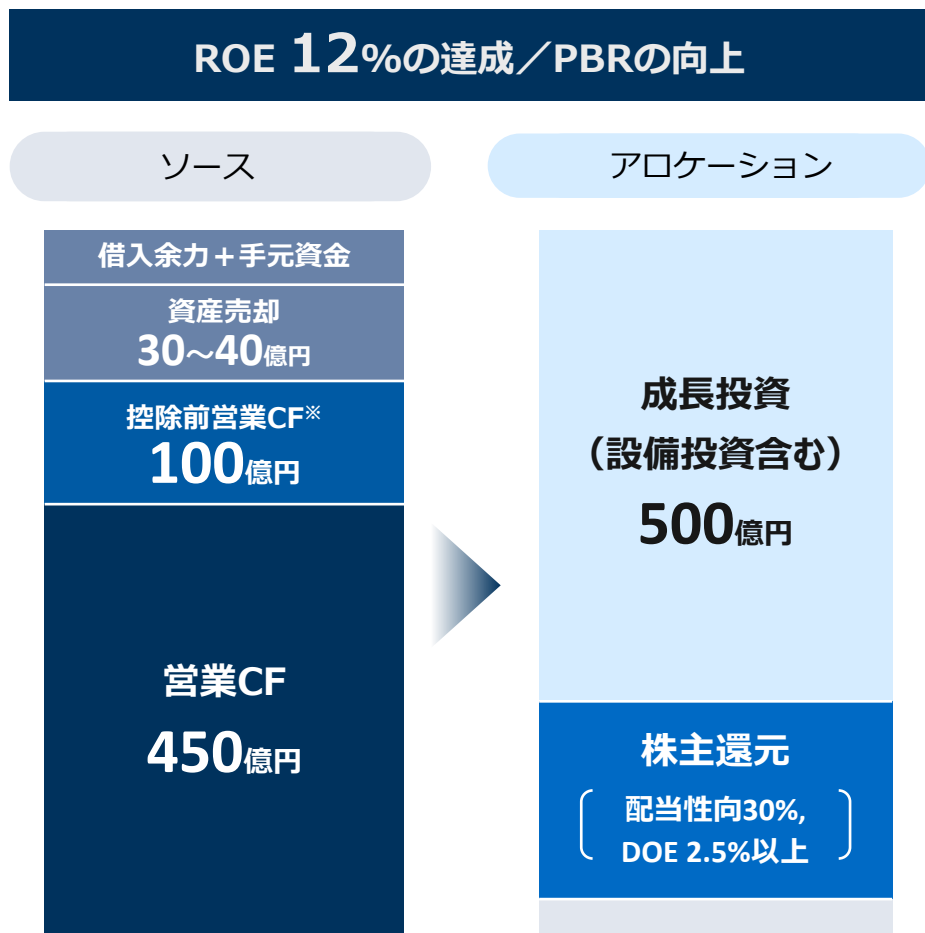 ROE 12%の達成／PBRの向上
ソース
アロケーション
借入余力＋手元資金
資産売却
30～40億円
控除前営業CF※
100億円
営業CF
450億円
成長投資
（設備投資含む）
500億円
株主還元
配当性向30%,
DOE 2.5%以上